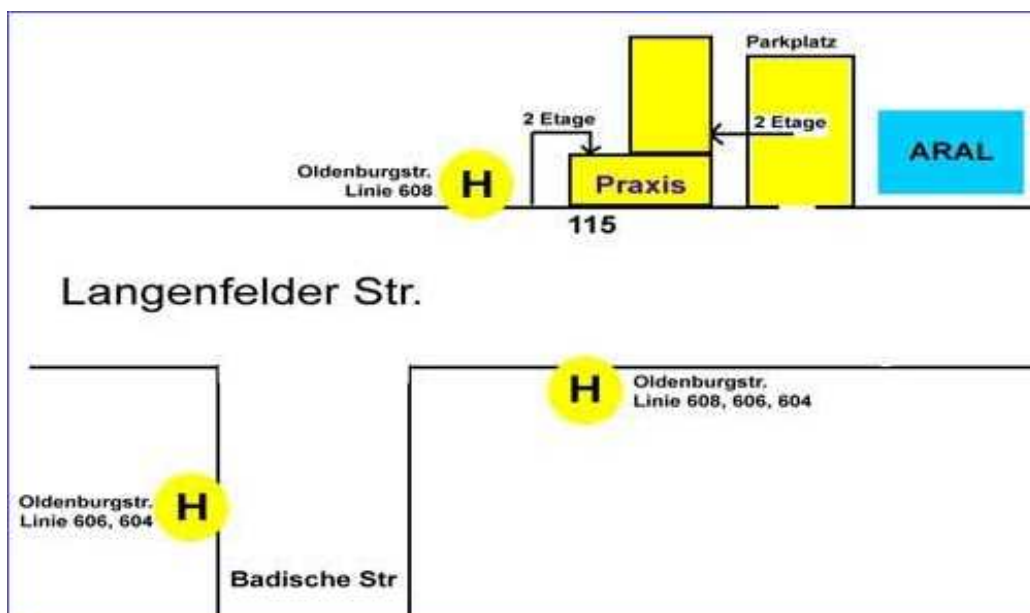 Parkplatz
2 Etage
2 Etage
ARAL
Oldenburgstr.
Linie 608
H
Praxis
115
Langenfelder Str.
H
Oldenburgstr.
Linie 608, 606, 604
Oldenburgstr.
Linie 606, 604
H
Badische Str